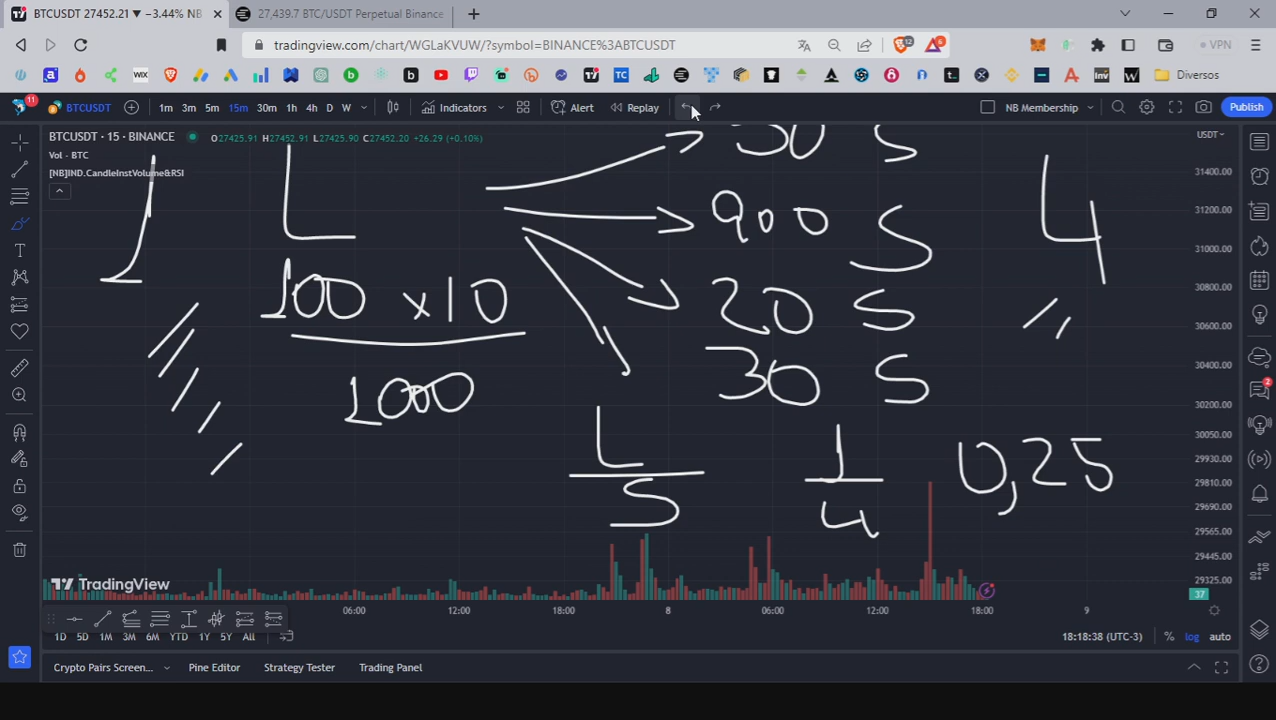 BTCUSDT 27452.21 ▼ −3.44% NB
27,439.7 BTC/USDT Perpetual Binance
tradingview.com/chart/WGLaKVUW/?symbol=BINANCE%3ABTCUSDT
12
6
VPN
Diversos
11
BTCUSDT
1m 3m 5m 15m 30m 1h 4h D W
Indicators
Alert
Replay
NB Membership
Publish
BTCUSDT · 15 · BINANCE
O27425.91 H27452.91 L27425.90 C27452.20 +26.29 (+0.10%)
USDT
Vol · BTC
[NB]IND.CandleInstVolume&RSI
1 L 4
30 S
900 S
100 x 10
20 S
1000
30 S
L
S
1
4
0,25
31400.00
31200.00
31000.00
30800.00
30600.00
30400.00
30200.00
30050.00
29930.00
29810.00
29690.00
29565.00
29445.00
29325.00
37
2
TradingView
06:00 12:00 18:00 8 06:00 12:00 18:00 9
1D 5D 1M 3M 6M YTD 1Y 5Y All
18:18:38 (UTC-3) % log auto
Crypto Pairs Screen...
Pine Editor
Strategy Tester
Trading Panel